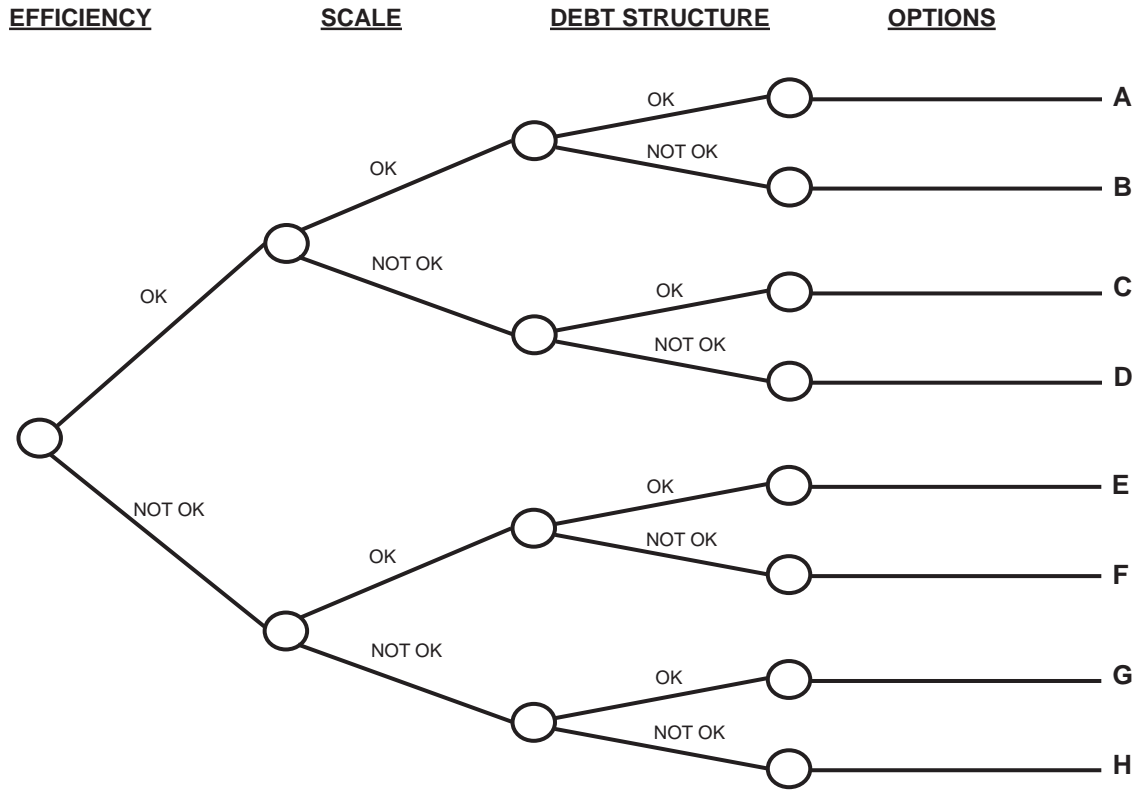 EFFICIENCY SCALE DEBT STRUCTURE OPTIONS
OK A
OK NOT OK B
OK NOT OK OK C
NOT OK D
NOT OK OK E
OK NOT OK F
NOT OK OK G
NOT OK H